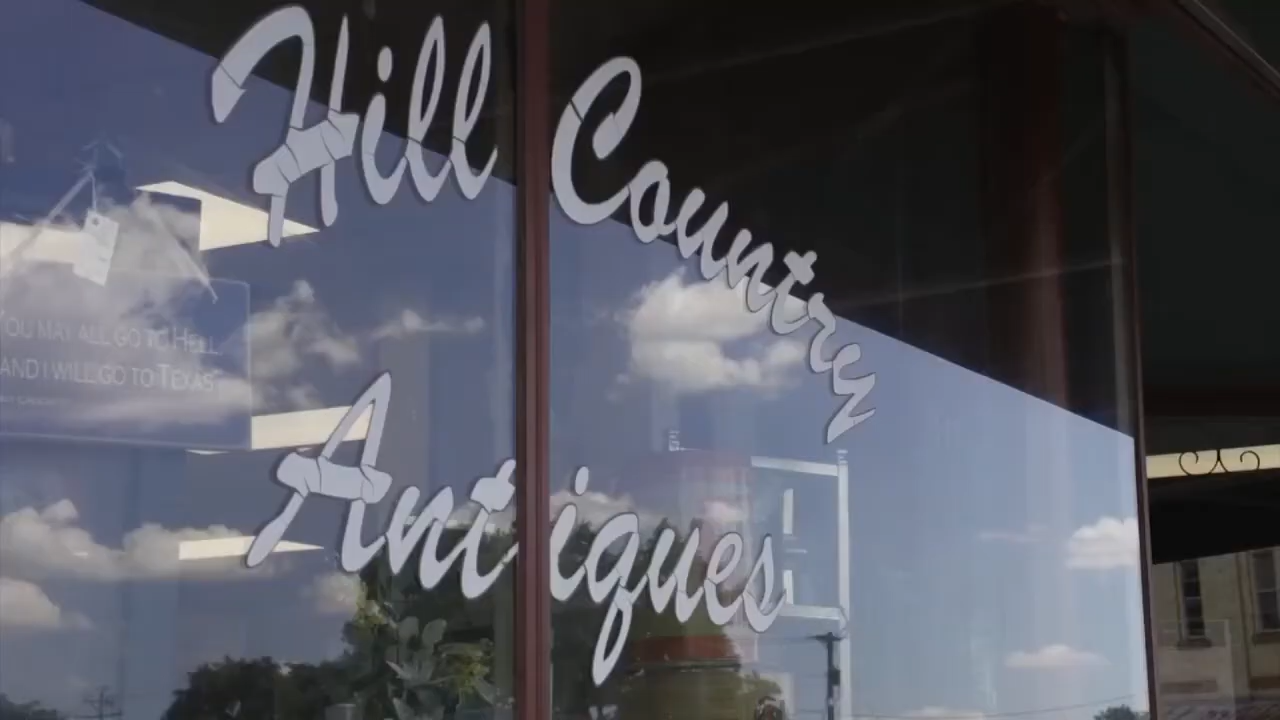 Hill Country
Antiques
YOU MAY ALL GO TO HELL
AND I WILL GO TO TEXAS